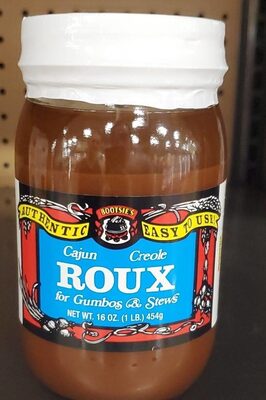 BOOTSIE'S
AUTHENTIC EASY TO USE!
Cajun Creole
ROUX
for Gumbos & Stews
NET WT. 16 OZ. (1 LB.) 454g